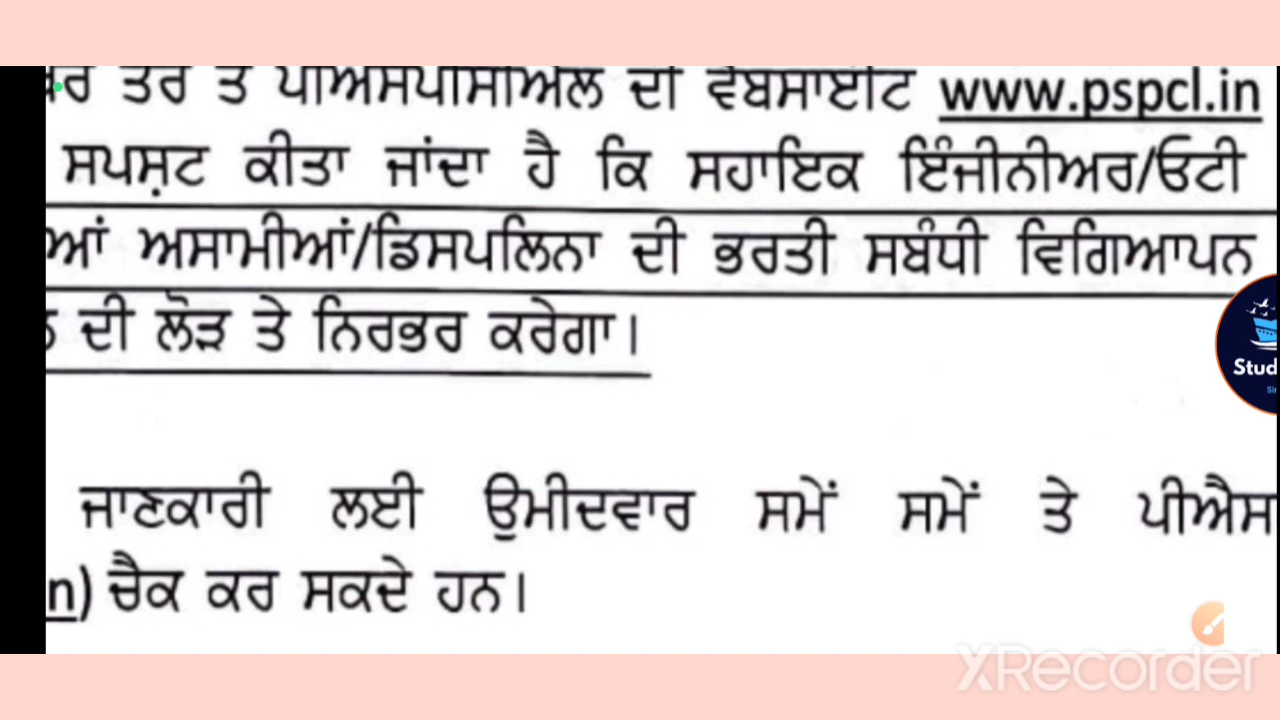 ਤੌਰ ਤੇ ਪੀਐਸਪੀਸੀਐਲ ਦੀ ਵੈਬਸਾਈਟ www.pspcl.in
ਸਪਸ਼ਟ ਕੀਤਾ ਜਾਂਦਾ ਹੈ ਕਿ ਸਹਾਇਕ ਇੰਜੀਨੀਅਰ/ਓਟੀ
ਆਂ ਅਸਾਮੀਆਂ/ਡਿਸਪਲਿਨਾ ਦੀ ਭਰਤੀ ਸਬੰਧੀ ਵਿਗਿਆਪਨ
ਦੀ ਲੋੜ ਤੇ ਨਿਰਭਰ ਕਰੇਗਾ।
Stud
ਜਾਣਕਾਰੀ ਲਈ ਉਮੀਦਵਾਰ ਸਮੇਂ ਸਮੇਂ ਤੇ ਪੀਐਸ
n) ਚੈਕ ਕਰ ਸਕਦੇ ਹਨ।
XRecorder